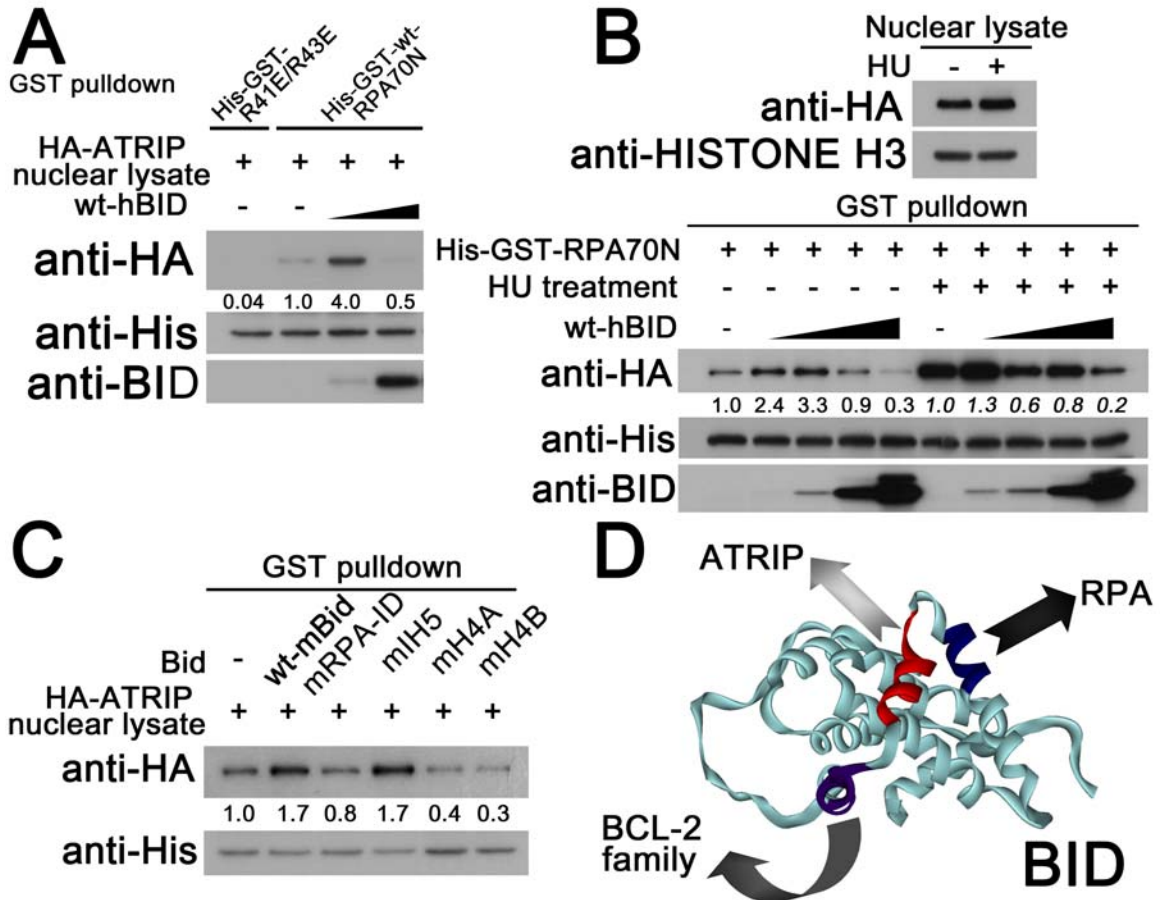 A
GST pulldown
His-GST-
R41E/R43E
His-GST-wt-
RPA70N
HA-ATRIP
nuclear lysate
+ + + +
wt-hBID
- -
anti-HA
0.04 1.0 4.0 0.5
anti-His
anti-BID
B
Nuclear lysate
HU - +
anti-HA
anti-HISTONE H3
GST pulldown
His-GST-RPA70N + + + + + + + + + +
HU treatment - - - - - + + + + +
wt-hBID - -
anti-HA
1.0 2.4 3.3 0.9 0.3 1.0 1.3 0.6 0.8 0.2
anti-His
anti-BID
C
GST pulldown
Bid - wt-mBid mRPA-ID mIH5 mH4A mH4B
HA-ATRIP
nuclear lysate
+ + + + + +
anti-HA
1.0 1.7 0.8 1.7 0.4 0.3
anti-His
D
ATRIP
RPA
BCL-2
family
BID